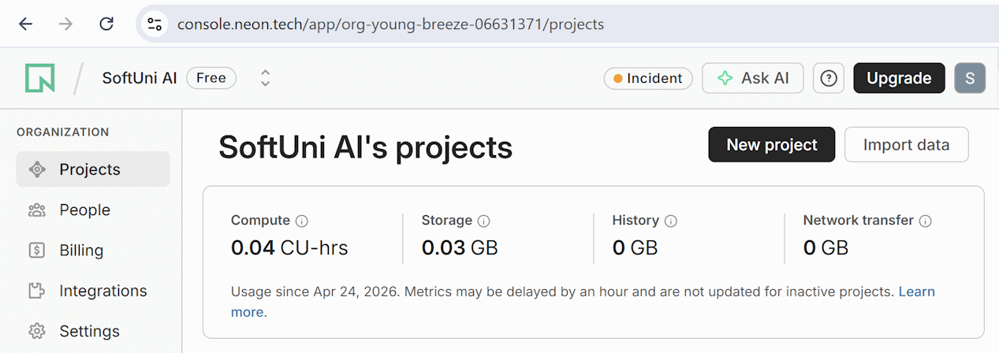 console.neon.tech/app/org-young-breeze-06631371/projects
SoftUni AI Free Incident Ask AI Upgrade S
ORGANIZATION
Projects
People
Billing
Integrations
Settings
SoftUni AI's projects
New project Import data
Compute Storage History Network transfer
0.04 CU-hrs 0.03 GB 0 GB 0 GB
Usage since Apr 24, 2026. Metrics may be delayed by an hour and are not updated for inactive projects. Learn
more.